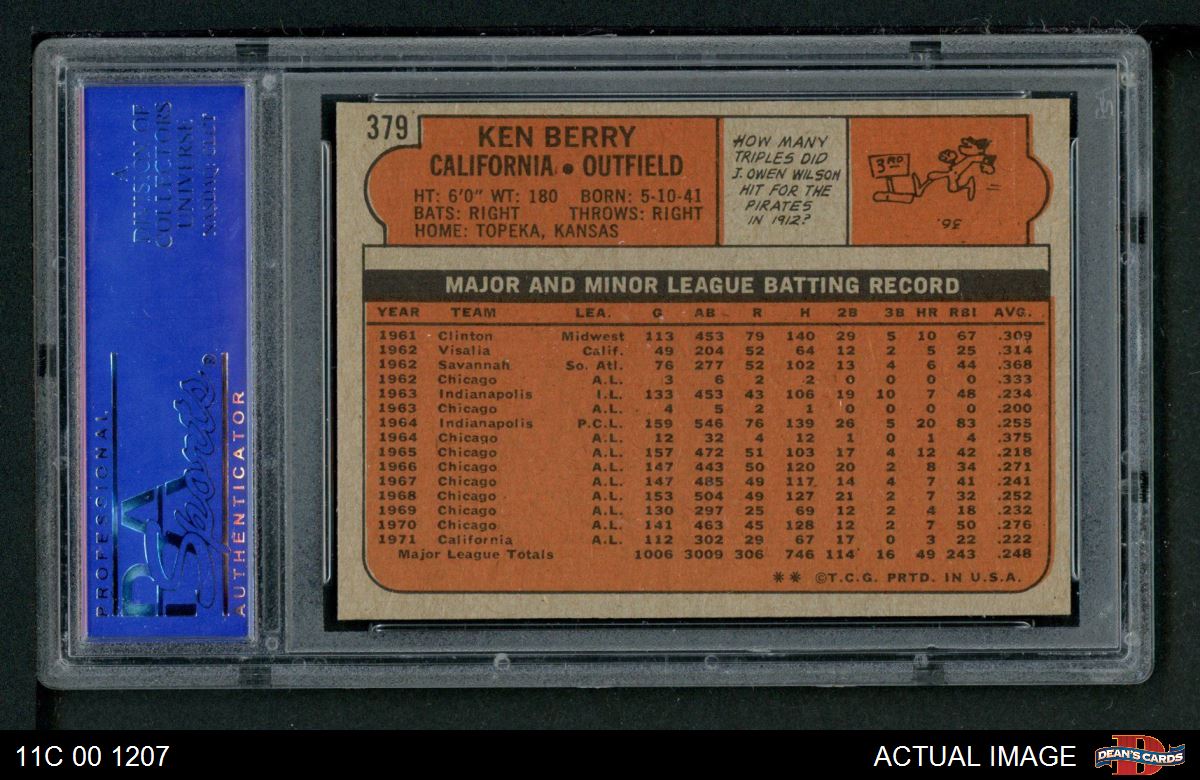 A
DIVISION OF
COLLECTORS
UNIVERSE
NASDAQ: CLCT
PROFESSIONAL
PSA
Sports
AUTHENTICATOR
379
KEN BERRY
CALIFORNIA • OUTFIELD
HT: 6'0" WT: 180 BORN: 5-10-41
BATS: RIGHT THROWS: RIGHT
HOME: TOPEKA, KANSAS
HOW MANY
TRIPLES DID
J. OWEN WILSON
HIT FOR THE
PIRATES
IN 1912?
3RD
36.
MAJOR AND MINOR LEAGUE BATTING RECORD
YEAR TEAM LEA. G AB R H 2B 3B HR RBI AVG.
1961 Clinton Midwest 113 453 79 140 29 5 10 67 .309
1962 Visalia Calif. 49 204 52 64 12 2 5 25 .314
1962 Savannah So. Atl. 76 277 52 102 13 4 6 44 .368
1962 Chicago A.L. 3 6 2 2 0 0 0 0 .333
1963 Indianapolis I.L. 133 453 43 106 19 10 7 48 .234
1963 Chicago A.L. 4 5 2 1 0 0 0 0 .200
1964 Indianapolis P.C.L. 159 546 76 139 26 5 20 83 .255
1964 Chicago A.L. 12 32 4 12 1 0 1 4 .375
1965 Chicago A.L. 157 472 51 103 17 4 12 42 .218
1966 Chicago A.L. 147 443 50 120 20 2 8 34 .271
1967 Chicago A.L. 147 485 49 117 14 4 7 41 .241
1968 Chicago A.L. 153 504 49 127 21 2 7 32 .252
1969 Chicago A.L. 130 297 25 69 12 2 4 18 .232
1970 Chicago A.L. 141 463 45 128 12 2 7 50 .276
1971 California A.L. 112 302 29 67 17 0 3 22 .222
Major League Totals 1006 3009 306 746 114 16 49 243 .248
** ©T.C.G. PRTD. IN U.S.A.
11C 00 1207
ACTUAL IMAGE
D
DEAN'S CARDS